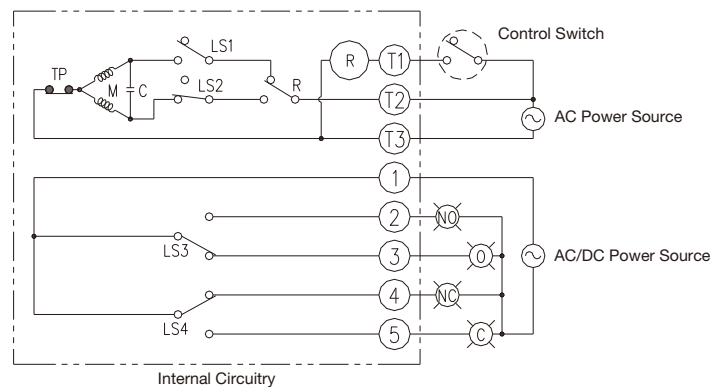 Control Switch
LS1
R T1
TP
M C
LS2 R
T2
AC Power Source
T3
1
2 NO
LS3
3 O
AC/DC Power Source
4 NC
LS4
5 C
Internal Circuitry